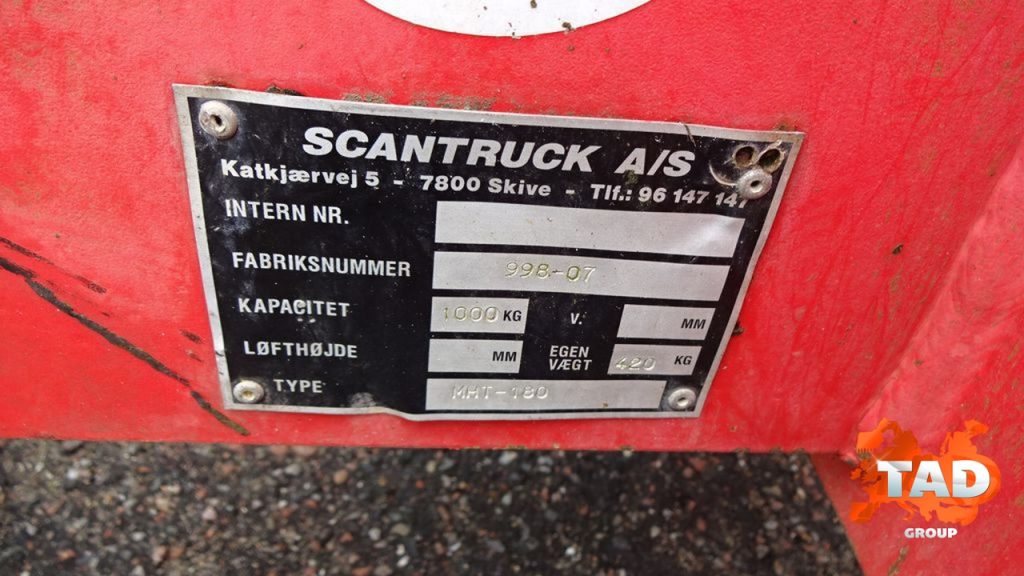 SCANTRUCK A/S
Katkjærvej 5 - 7800 Skive - Tlf.: 96 147 147
INTERN NR.
FABRIKSNUMMER 998-07
KAPACITET 1000 KG V. MM
LØFTHØJDE MM EGEN VÆGT 420 KG
TYPE MHT-180
TAD
GROUP